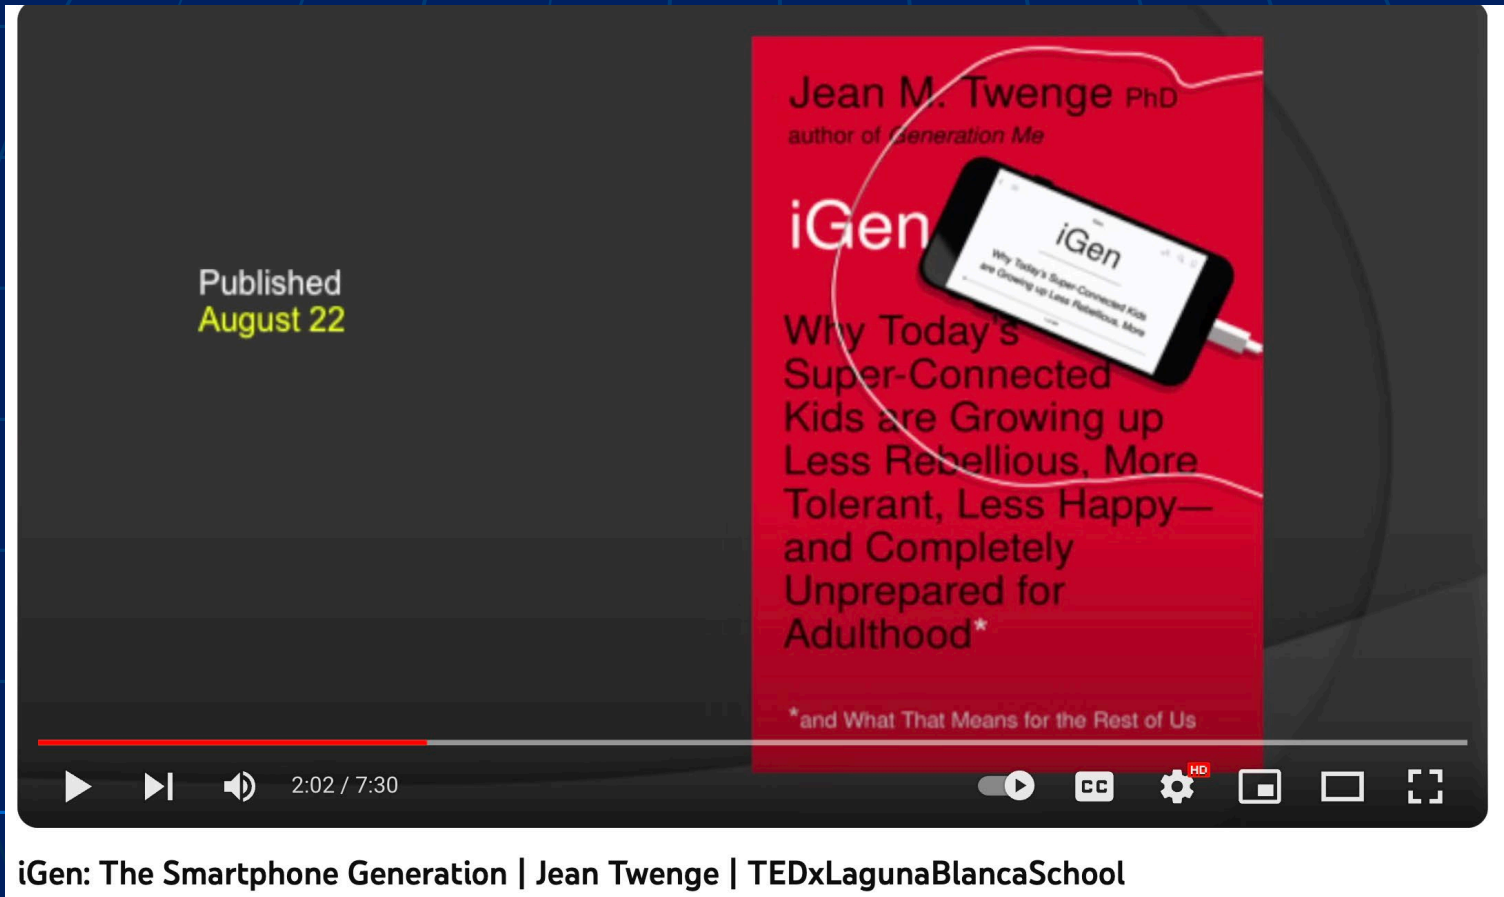 Published
August 22
Jean M. Twenge PhD
author of Generation Me
iGen
iGen
Why Today's Super-Connected Kids
are Growing up Less Rebellious, More
Why Today's
Super-Connected
Kids are Growing up
Less Rebellious, More
Tolerant, Less Happy—
and Completely
Unprepared for
Adulthood*
*and What That Means for the Rest of Us
2:02 / 7:30
CC
HD
iGen: The Smartphone Generation | Jean Twenge | TEDxLagunaBlancaSchool